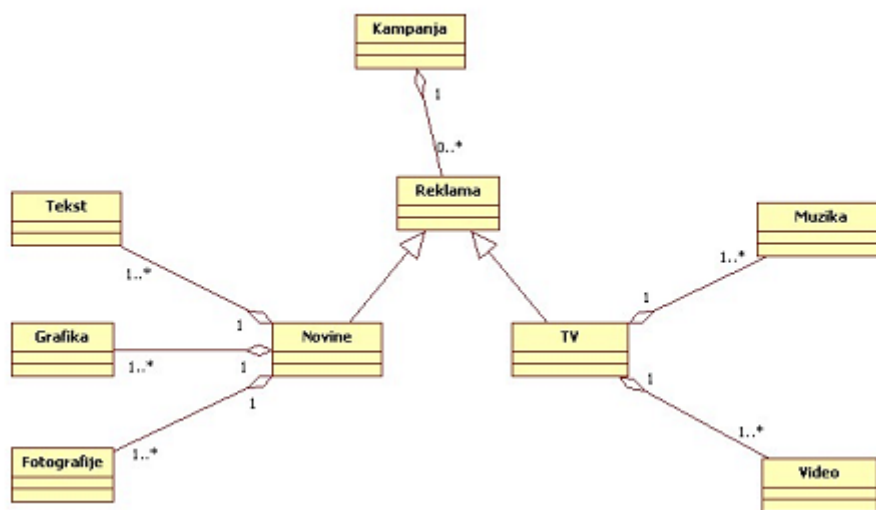 Kampanja
1
0..*
Reklama
Tekst
Muzika
1..*
1..*
1
1
Grafika
Novine
TV
1..*
1
1
1
Fotografije
1..*
1..*
Video